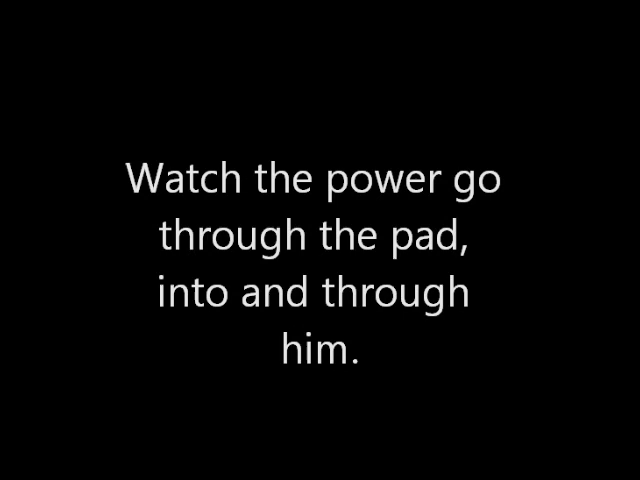 Watch the power go
through the pad,
into and through
him.